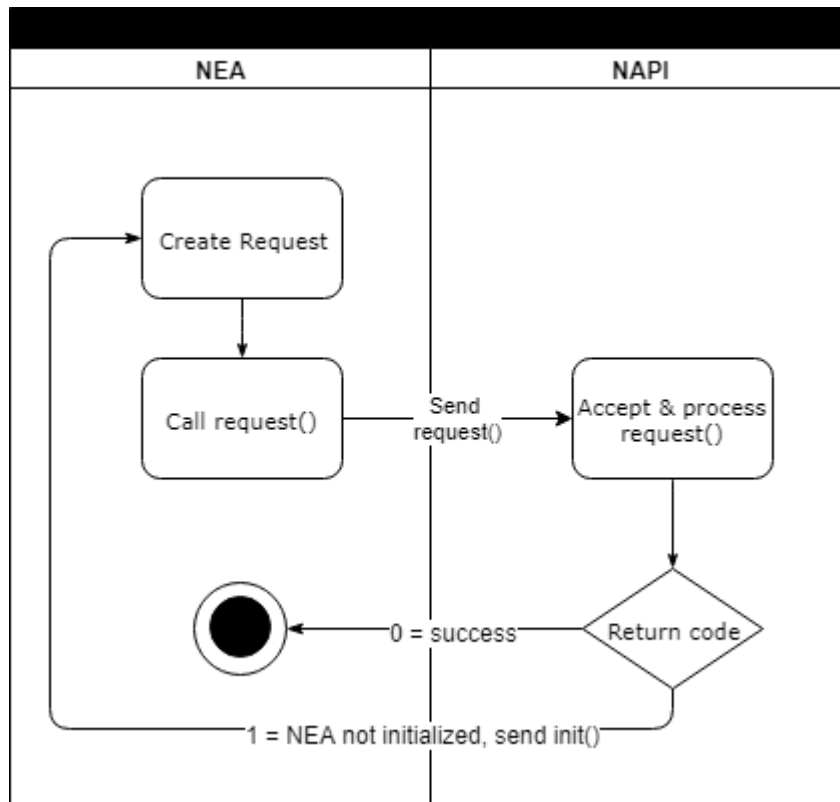 NEA
NAPI
Create Request
Call request()
Send
request()
Accept & process
request()
0 = success
Return code
1 = NEA not initialized, send init()